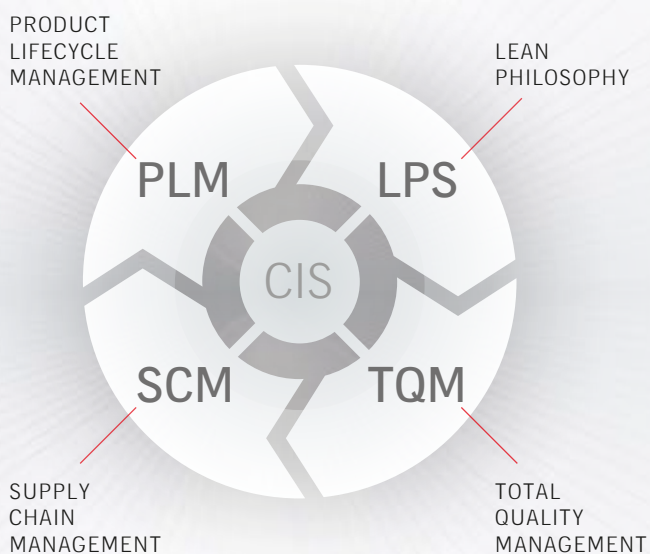 PRODUCT
LIFECYCLE
MANAGEMENT
LEAN
PHILOSOPHY
PLM
LPS
CIS
SCM
TQM
SUPPLY
CHAIN
MANAGEMENT
TOTAL
QUALITY
MANAGEMENT